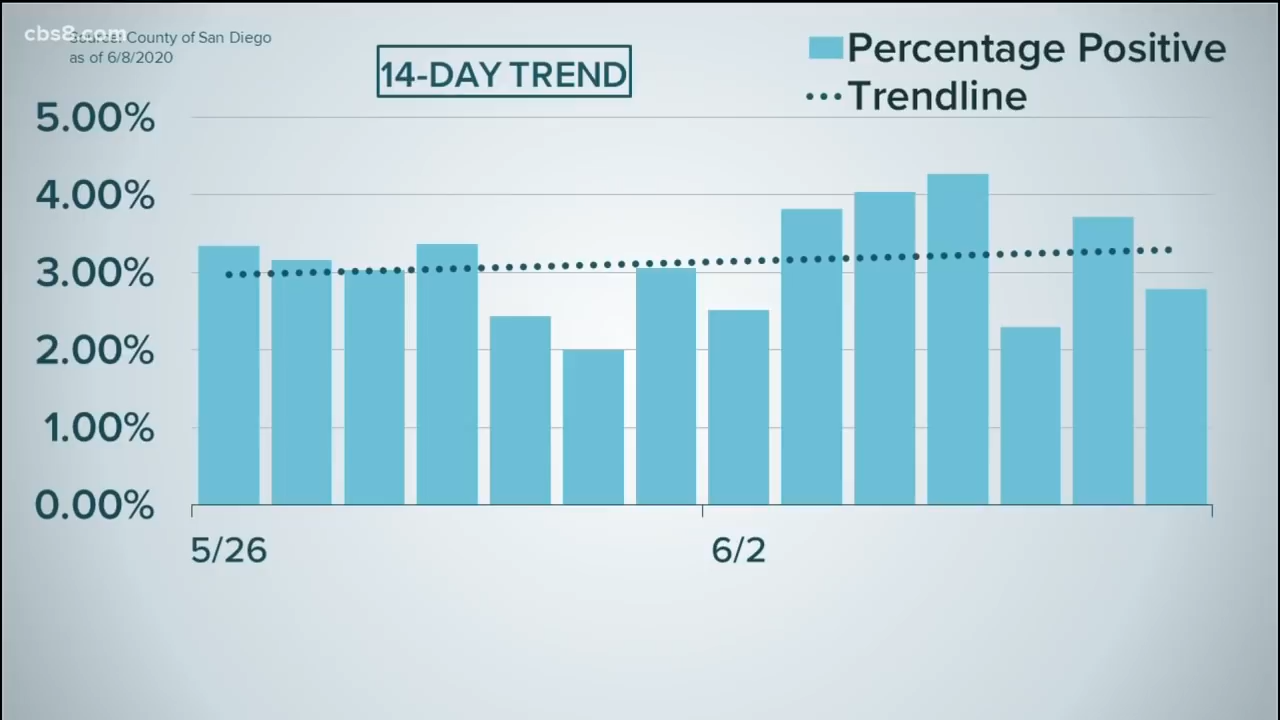 cbs8.com
Source: County of San Diego
as of 6/8/2020
14-DAY TREND
Percentage Positive
Trendline
5.00%
4.00%
3.00%
2.00%
1.00%
0.00%
5/26
6/2